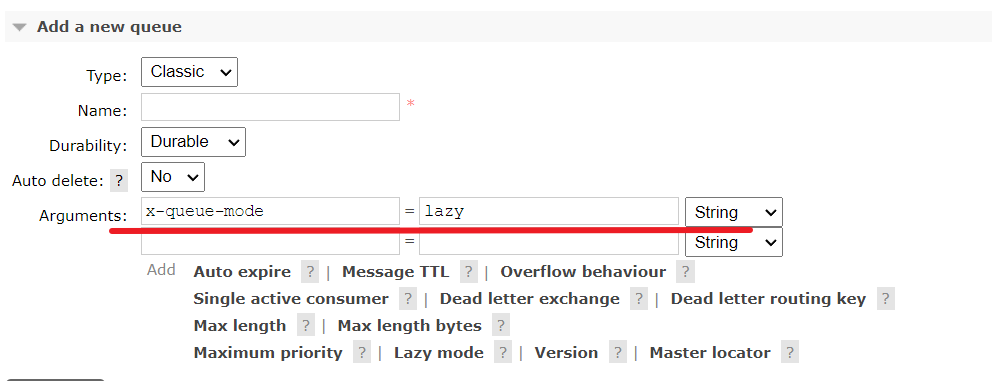 Add a new queue
Type: Classic
Name: *
Durability: Durable
Auto delete: ? No
Arguments: x-queue-mode = lazy String
= String
Add Auto expire ? | Message TTL ? | Overflow behaviour ?
Single active consumer ? | Dead letter exchange ? | Dead letter routing key ?
Max length ? | Max length bytes ?
Maximum priority ? | Lazy mode ? | Version ? | Master locator ?